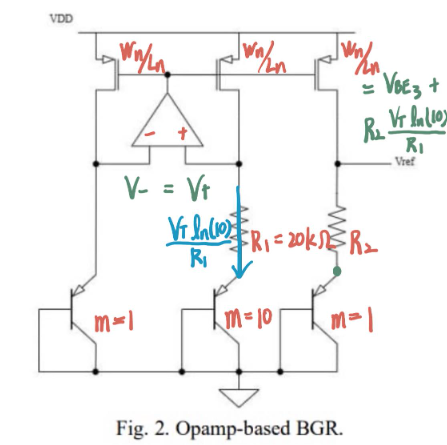 VDD
Wn/Ln
Wn/Ln
Wn/Ln
= VBE3 +
R2 VT ln(10)
R1
- +
Vref
V- = V+
VT ln(10)
R1
R1 = 20kΩ
R2
m=1
m=10
m=1
Fig. 2. Opamp-based BGR.